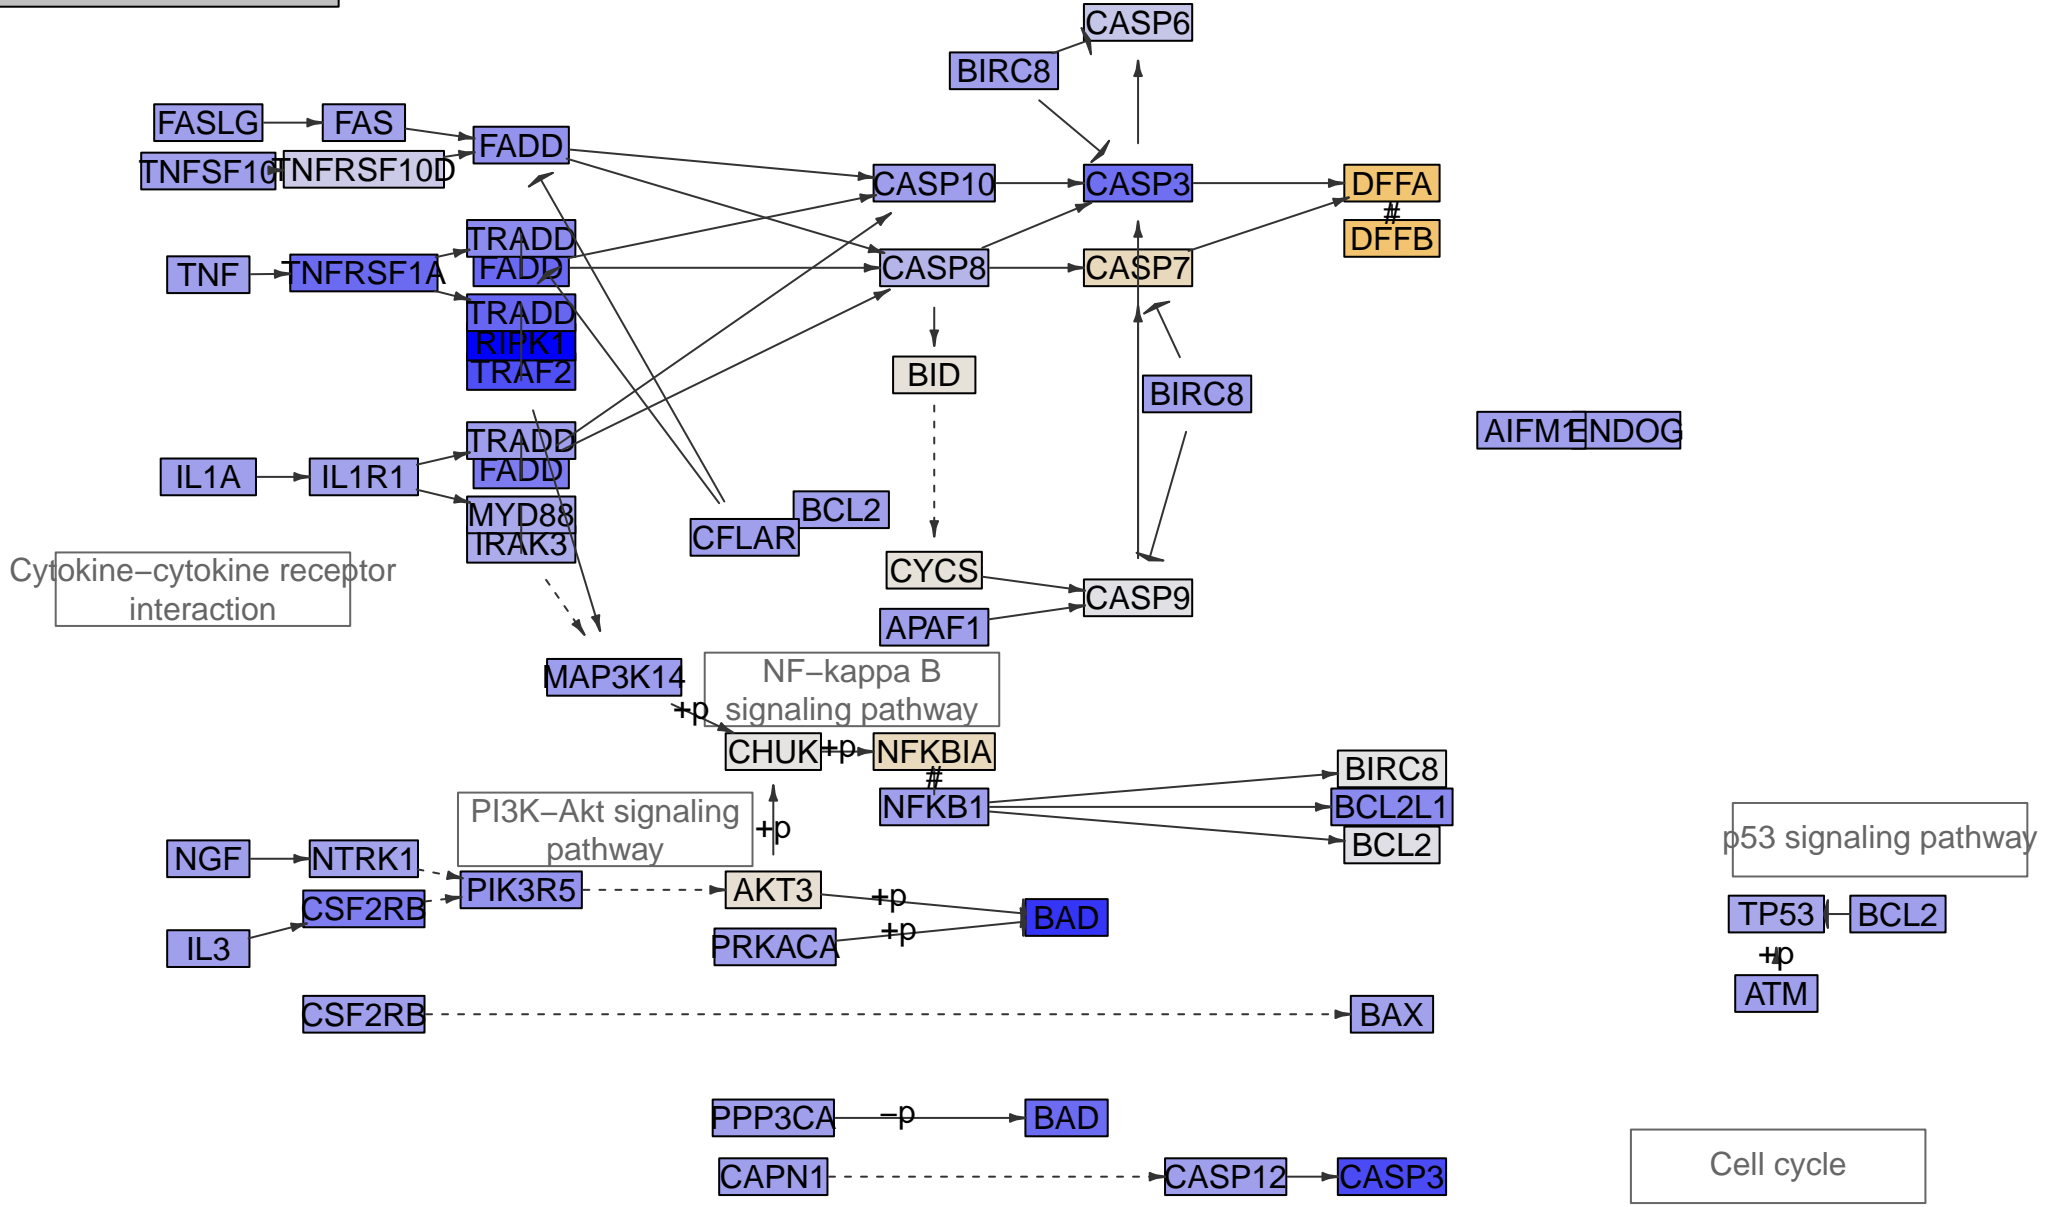 CASP6
BIRC8
FASLG
FAS
FADD
TNFSF10
TNFRSF10D
CASP10
CASP3
DFFA
#
DFFB
TRADD
FADD
TNF
TNFRSF1A
CASP8
CASP7
TRADD
RIPK1
TRAF2
BID
BIRC8
AIFM1
ENDOG
TRADD
FADD
IL1A
IL1R1
MYD88
IRAK3
BCL2
CFLAR
Cytokine–cytokine receptor
interaction
CYCS
CASP9
APAF1
MAP3K14
NF–kappa B
signaling pathway
+p
CHUK
+p
NFKBIA
#
NFKB1
BIRC8
BCL2L1
BCL2
PI3K–Akt signaling
pathway
+p
p53 signaling pathway
NGF
NTRK1
PIK3R5
AKT3
+p
CSF2RB
BAD
IL3
PRKACA
+p
TP53
BCL2
+p
ATM
CSF2RB
BAX
PPP3CA
–p
BAD
CAPN1
CASP12
CASP3
Cell cycle